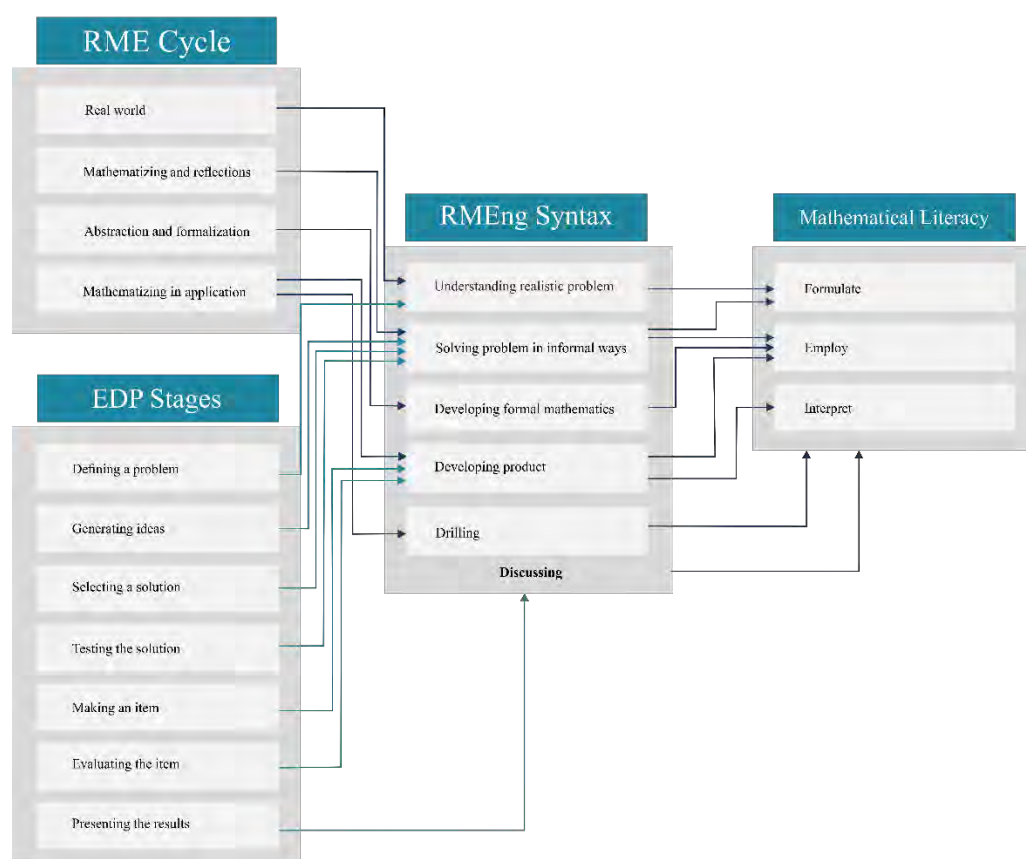 RME Cycle
Real world
Mathematizing and reflections
Abstraction and formalization
Mathematizing in application
EDP Stages
Defining a problem
Generating ideas
Selecting a solution
Testing the solution
Making an item
Evaluating the item
Presenting the results
RMEng Syntax
Understanding realistic problem
Solving problem in informal ways
Developing formal mathematics
Developing product
Drilling
Discussing
Mathematical Literacy
Formulate
Employ
Interpret